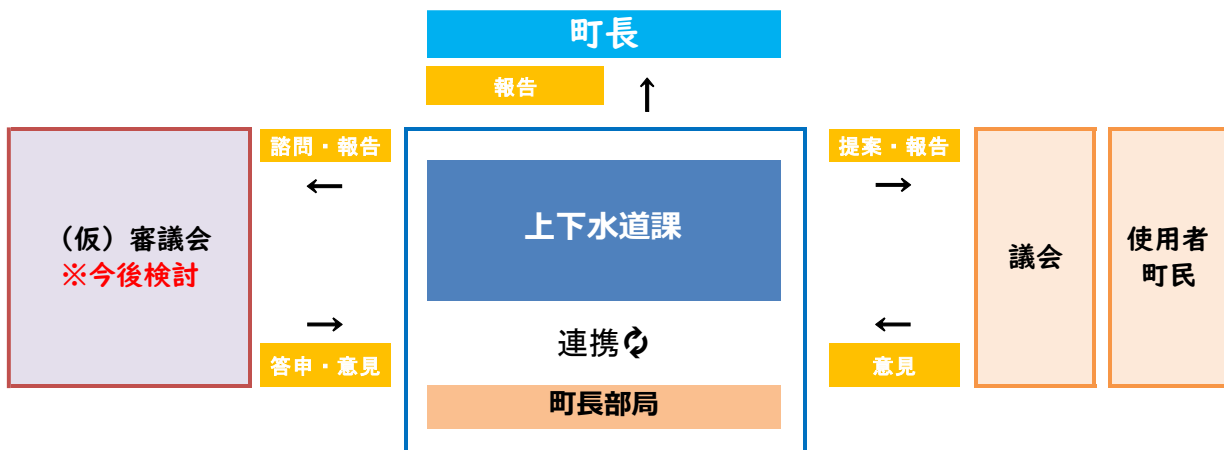 町長
報告
↑
諮問・報告
←
提案・報告
→
上下水道課
（仮）審議会
※今後検討
議会
使用者
町民
→
答申・意見
連携
←
意見
町長部局